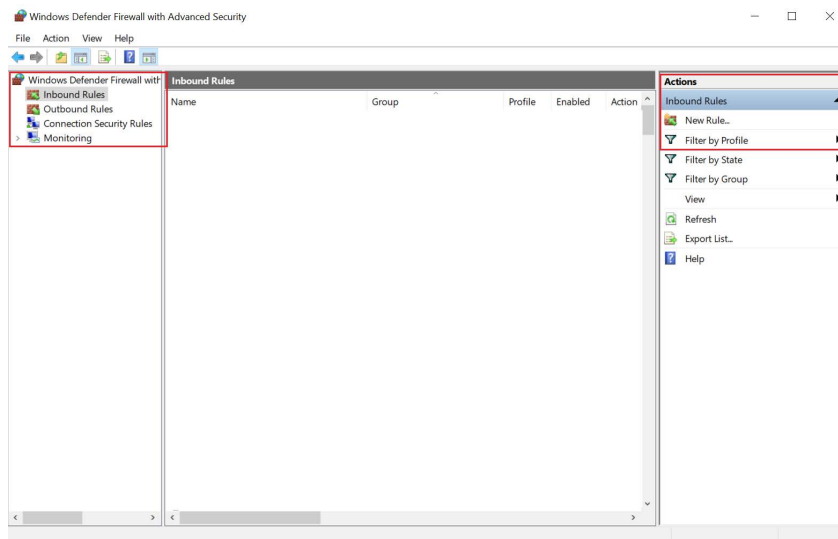 Windows Defender Firewall with Advanced Security
File Action View Help
Windows Defender Firewall with
Inbound Rules
Outbound Rules
Connection Security Rules
Monitoring
Inbound Rules
Name Group Profile Enabled Action
Actions
Inbound Rules
New Rule...
Filter by Profile
Filter by State
Filter by Group
View
Refresh
Export List...
Help